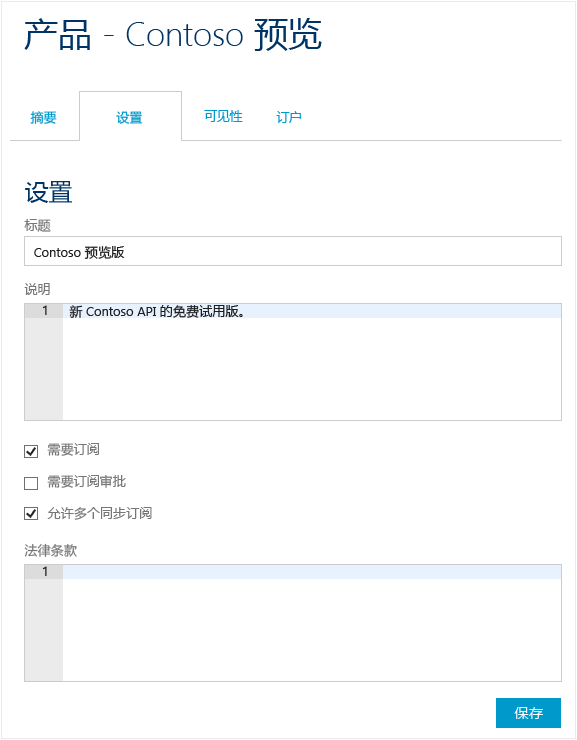 产品 - Contoso 预览
摘要
设置
可见性
订户
设置
标题
Contoso 预览版
说明
1 新 Contoso API 的免费试用版。
需要订阅
需要订阅审批
允许多个同步订阅
法律条款
1
保存